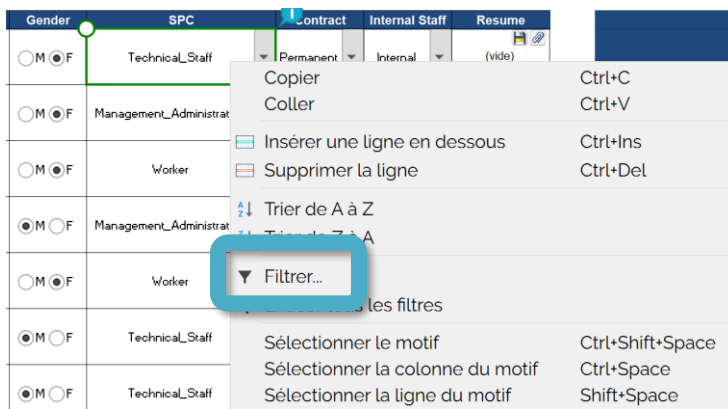 Gender SPC Contract Internal Staff Resume
M F Technical_Staff Permanent Internal (vide)
Copier Ctrl+C
M F Management_Administrat Coller Ctrl+V
Insérer une ligne en dessous Ctrl+Ins
M F Worker Supprimer la ligne Ctrl+Del
Trier de A à Z
M F Management_Administrat Trier de Z à A
M F Worker Filtrer...
les filtres
M F Technical_Staff Sélectionner le motif Ctrl+Shift+Space
Sélectionner la colonne du motif Ctrl+Space
M F Technical_Staff Sélectionner la ligne du motif Shift+Space